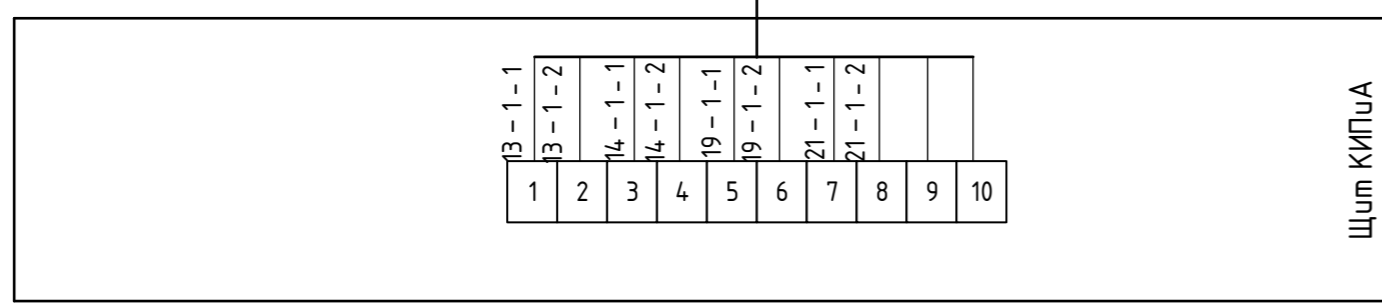 13 – 1 – 1
13 – 1 – 2
14 – 1 – 1
14 – 1 – 2
19 – 1 – 1
19 – 1 – 2
21 – 1 – 1
21 – 1 – 2
1 2 3 4 5 6 7 8 9 10
Щит КИПиА